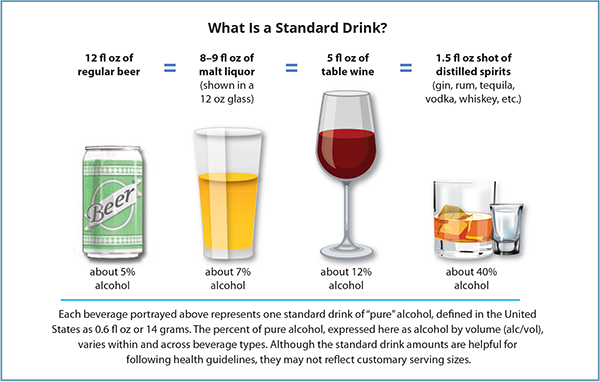 What Is a Standard Drink?
12 fl oz of
regular beer
=
8–9 fl oz of
malt liquor
(shown in a
12 oz glass)
=
5 fl oz of
table wine
=
1.5 fl oz shot of
distilled spirits
(gin, rum, tequila,
vodka, whiskey, etc.)
Beer
about 5%
alcohol
about 7%
alcohol
about 12%
alcohol
about 40%
alcohol
Each beverage portrayed above represents one standard drink of “pure” alcohol, defined in the United
States as 0.6 fl oz or 14 grams. The percent of pure alcohol, expressed here as alcohol by volume (alc/vol),
varies within and across beverage types. Although the standard drink amounts are helpful for
following health guidelines, they may not reflect customary serving sizes.